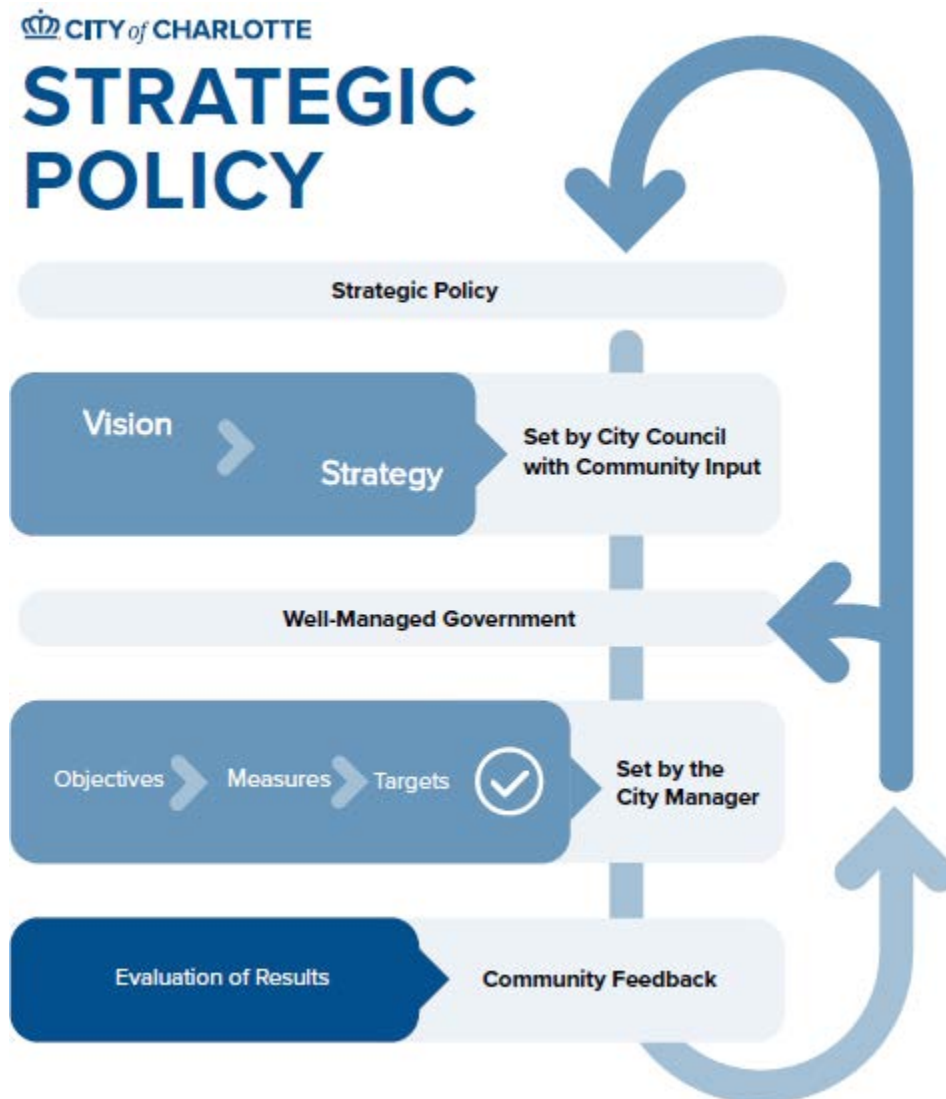 CITY of CHARLOTTE
STRATEGIC
POLICY
Strategic Policy
Vision
Strategy
Set by City Council
with Community Input
Well-Managed Government
Objectives
Measures
Targets
Set by the
City Manager
Evaluation of Results
Community Feedback